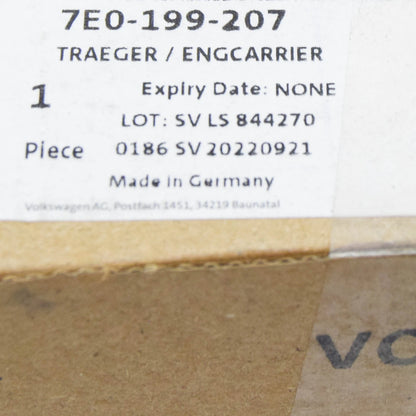 7E0-199-207
TRAEGER / ENGCARRIER
1
Expiry Date: NONE
LOT: SV LS 844270
Piece 0186 SV 20220921
Made in Germany
Volkswagen AG, Postfach 1451, 34219 Baunatal
VO